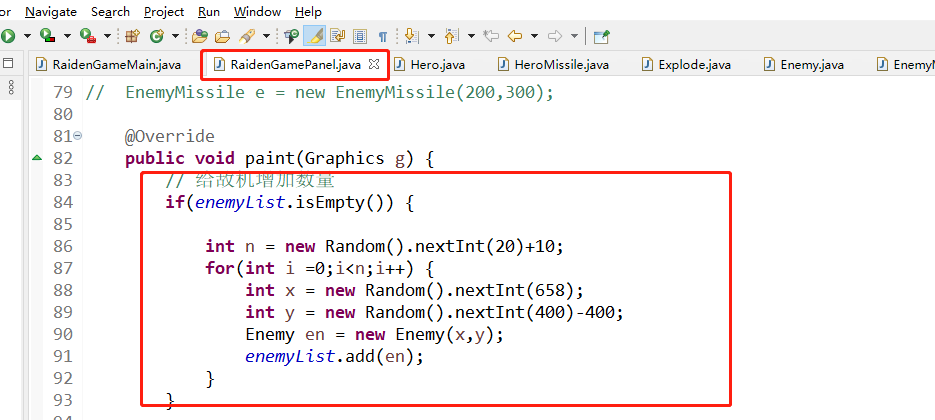 or Navigate Search Project Run Window Help
RaidenGameMain.java RaidenGamePanel.java Hero.java HeroMissile.java Explode.java Enemy.java EnemyM
79 // EnemyMissile e = new EnemyMissile(200,300);
80
81 @Override
82 public void paint(Graphics g) {
83 // 给敌机增加数量
84 if(enemyList.isEmpty()) {
85
86 int n = new Random().nextInt(20)+10;
87 for(int i =0;i<n;i++) {
88 int x = new Random().nextInt(658);
89 int y = new Random().nextInt(400)-400;
90 Enemy en = new Enemy(x,y);
91 enemyList.add(en);
92 }
93 }